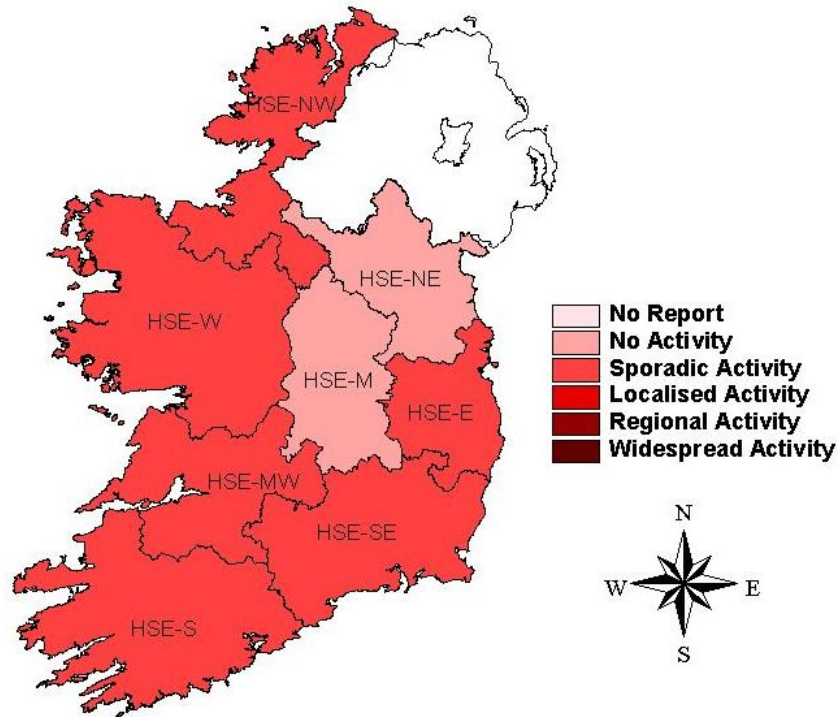 HSE-NW
HSE-NE
HSE-W
HSE-M
HSE-E
HSE-MW
HSE-SE
HSE-S
No Report
No Activity
Sporadic Activity
Localised Activity
Regional Activity
Widespread Activity
N
W
E
S